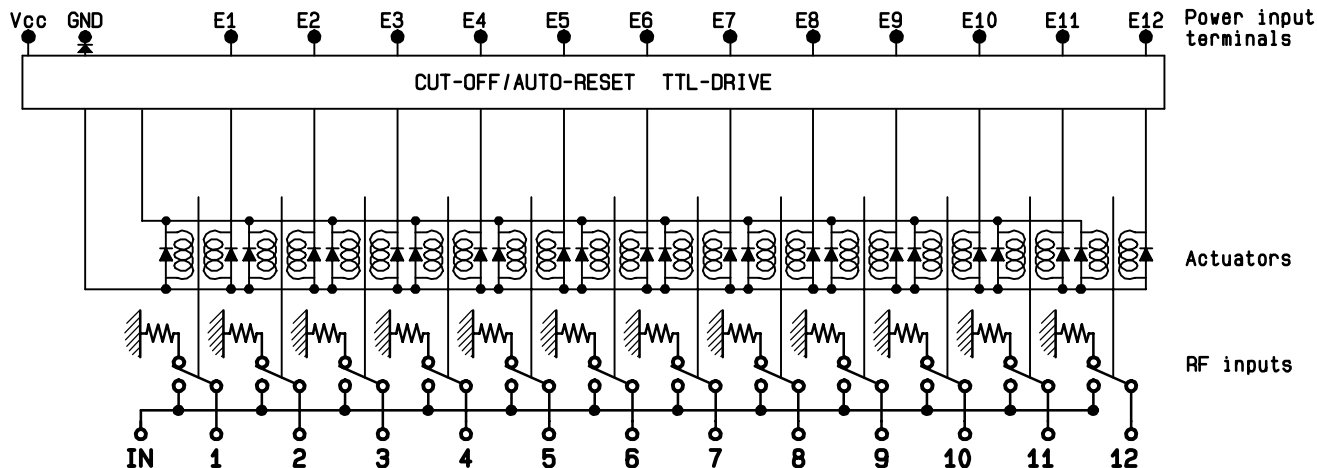 Vcc GND E1 E2 E3 E4 E5 E6 E7 E8 E9 E10 E11 E12 Power input
terminals
CUT-OFF/AUTO-RESET TTL-DRIVE
Actuators
RF inputs
IN 1 2 3 4 5 6 7 8 9 10 11 12